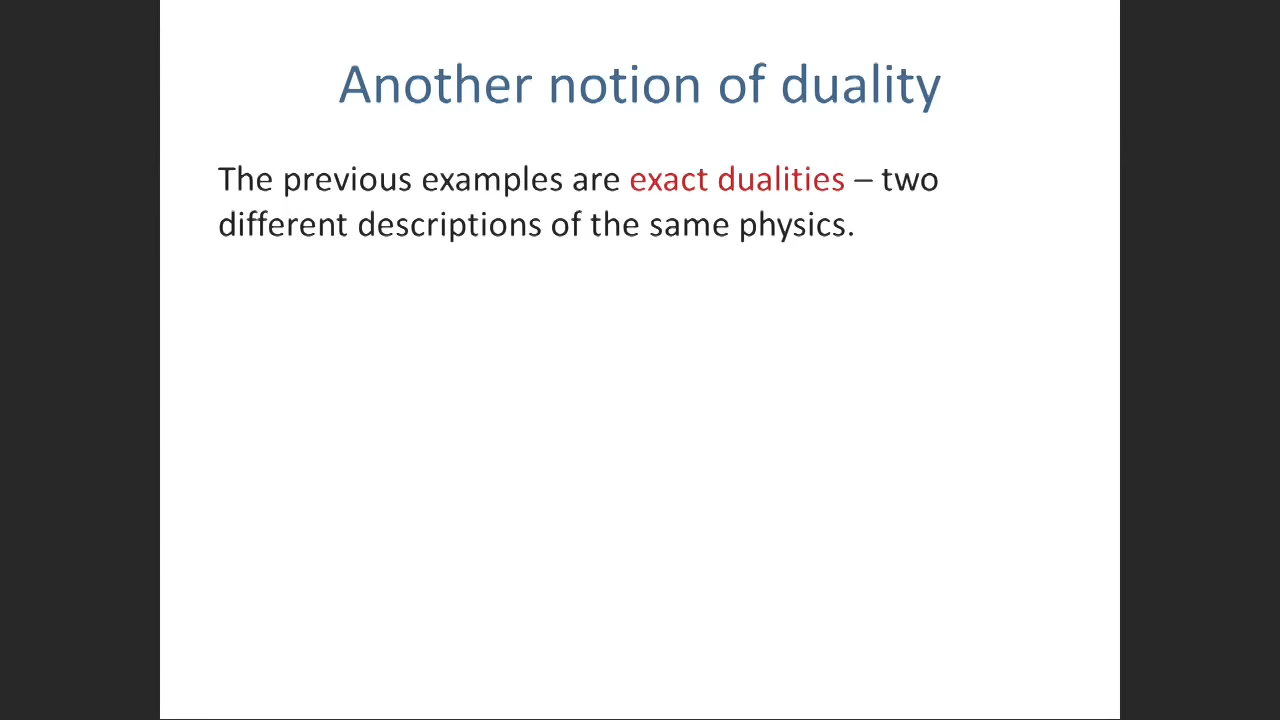 Another notion of duality
The previous examples are exact dualities – two
different descriptions of the same physics.